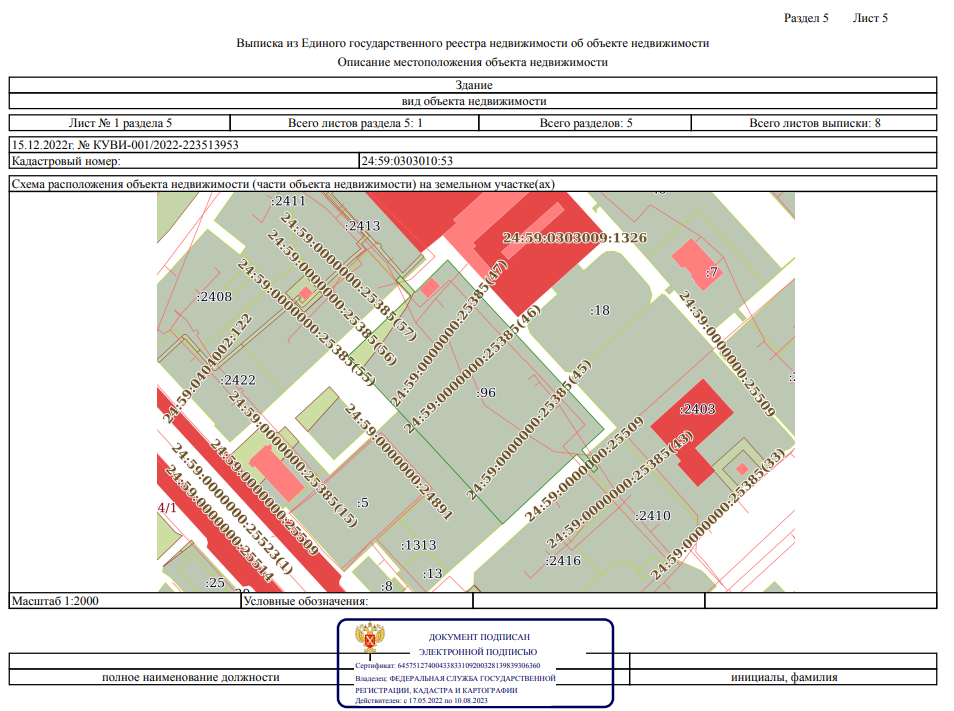 Раздел 5 Лист 5
Выписка из Единого государственного реестра недвижимости об объекте недвижимости
Описание местоположения объекта недвижимости
Здание
вид объекта недвижимости
Лист № 1 раздела 5 Всего листов раздела 5: 1 Всего разделов: 5 Всего листов выписки: 8
15.12.2022г. № КУВИ-001/2022-223513953
Кадастровый номер: 24:59:0303010:53
Схема расположения объекта недвижимости (части объекта недвижимости) на земельном участке(ах)
:2411
:2413
24:59:0303009:1326
:7
24:59:0000000:25385(57)
24:59:0000000:25385(56)
24:59:0000000:25385(55)
24:59:0000000:25385(47)
24:59:0000000:25385(46)
24:59:0000000:25385(45)
:2408
:18
24:59:0404002:122
24:59:0000000:25509
:2422
:96
:2403
24:59:0000000:25385(15)
24:59:0000000:24891
24:59:0000000:25509
24:59:0000000:25385(43)
24:59:0000000:25385(33)
24:59:0000000:25509
24:59:0000000:25523(1)
24:59:0000000:25514
4/1
:5
:2410
:1313
:2416
:13
:25
:8
Масштаб 1:2000 Условные обозначения:
ДОКУМЕНТ ПОДПИСАН
ЭЛЕКТРОННОЙ ПОДПИСЬЮ
Сертификат: 64575127400433833109200328139839306360
Владелец: ФЕДЕРАЛЬНАЯ СЛУЖБА ГОСУДАРСТВЕННОЙ
РЕГИСТРАЦИИ, КАДАСТРА И КАРТОГРАФИИ
Действителен: с 17.05.2022 по 10.08.2023
полное наименование должности инициалы, фамилия